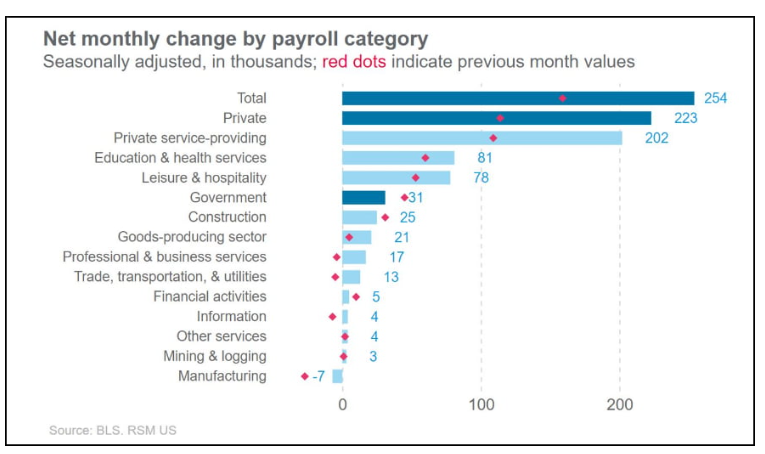 Net monthly change by payroll category
Seasonally adjusted, in thousands; red dots indicate previous month values
Total 254
Private 223
Private service-providing 202
Education & health services 81
Leisure & hospitality 78
Government 31
Construction 25
Goods-producing sector 21
Professional & business services 17
Trade, transportation, & utilities 13
Financial activities 5
Information 4
Other services 4
Mining & logging 3
Manufacturing -7
0 100 200
Source: BLS. RSM US